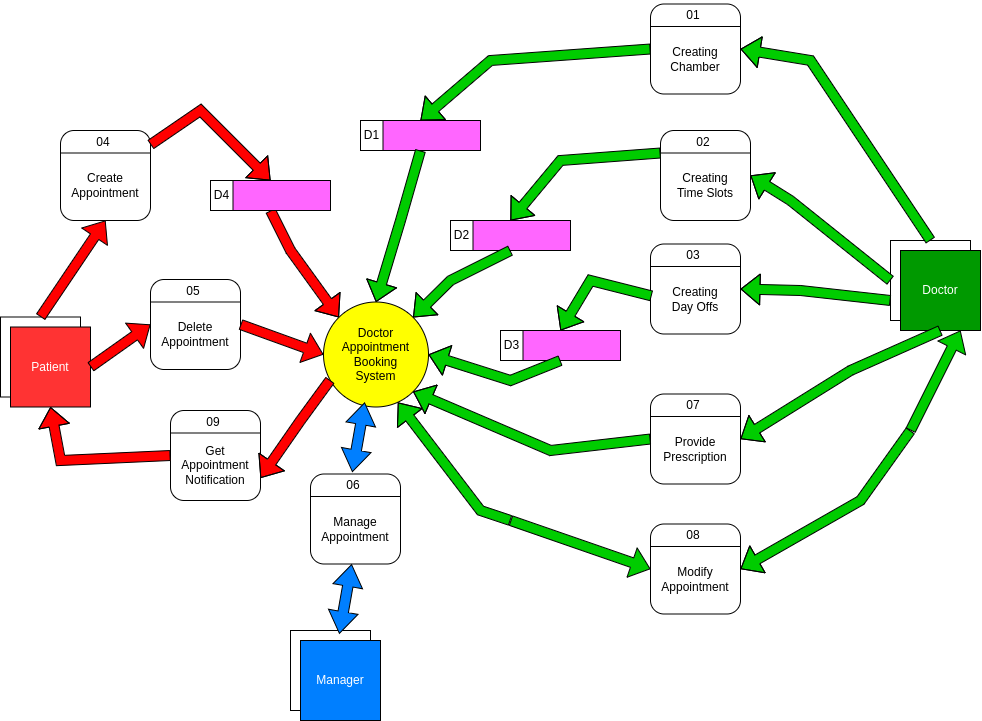 01
Creating
Chamber
D1
04
Create
Appointment
02
Creating
Time Slots
D4
D2
03
Creating
Day Offs
Doctor
05
Delete
Appointment
Doctor
Appointment
Booking
System
D3
Patient
09
Get
Appointment
Notification
07
Provide
Prescription
06
Manage
Appointment
08
Modify
Appointment
Manager